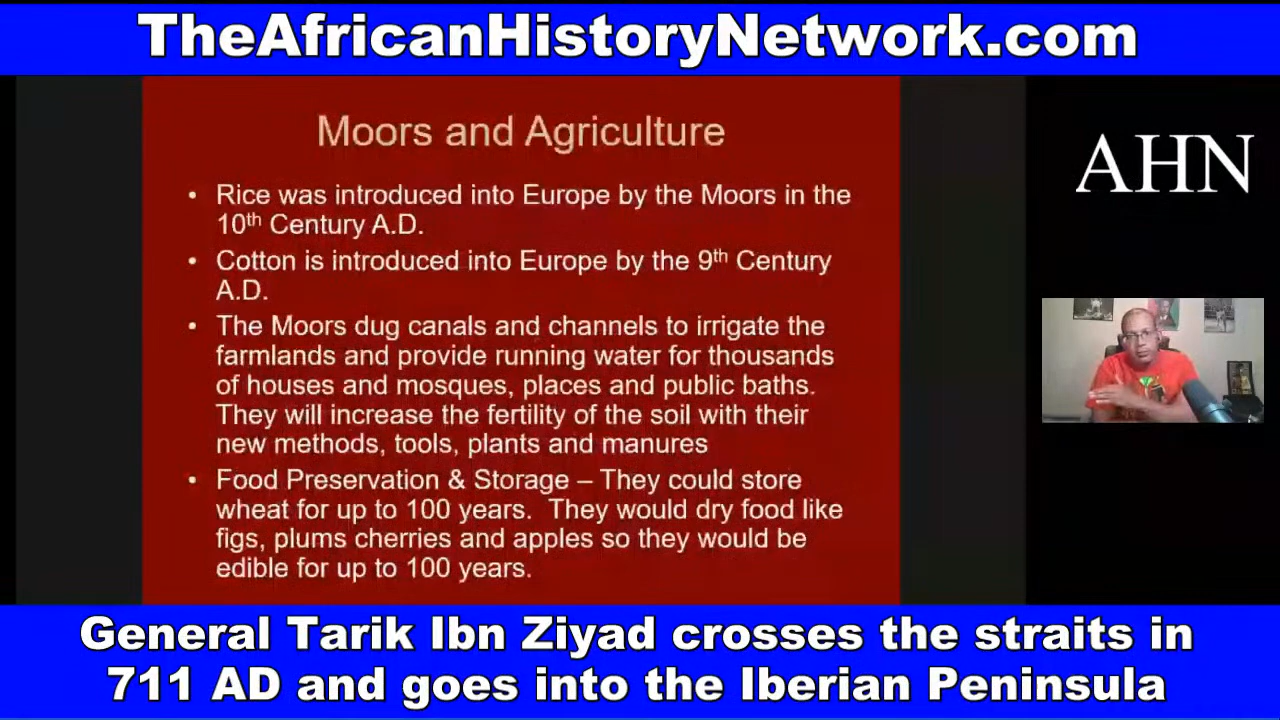 TheAfricanHistoryNetwork.com
AHN
Moors and Agriculture
• Rice was introduced into Europe by the Moors in the
10th Century A.D.
• Cotton is introduced into Europe by the 9th Century
A.D.
• The Moors dug canals and channels to irrigate the
farmlands and provide running water for thousands
of houses and mosques, places and public baths.
They will increase the fertility of the soil with their
new methods, tools, plants and manures
• Food Preservation & Storage – They could store
wheat for up to 100 years. They would dry food like
figs, plums cherries and apples so they would be
edible for up to 100 years.
General Tarik Ibn Ziyad crosses the straits in
711 AD and goes into the Iberian Peninsula